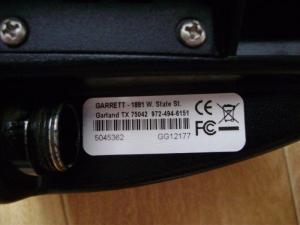 GARRETT - 1881 W. State St.
Garland TX 75042 972-494-6151
5045362 GG12177
CE
FC